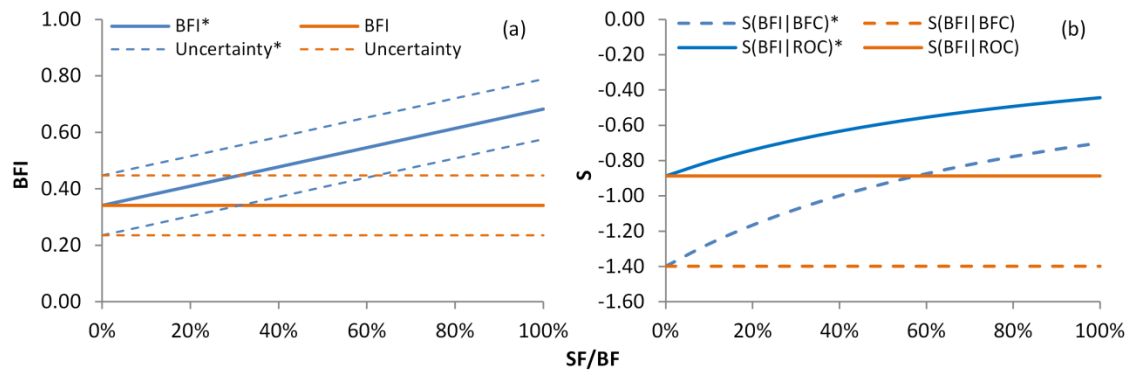 BFI* BFI (a)
Uncertainty* Uncertainty
1.00
0.80
0.60
0.40
0.20
0.00
BFI
0% 20% 40% 60% 80% 100%
S(BFI|BFC)* S(BFI|BFC) (b)
S(BFI|ROC)* S(BFI|ROC)
0.00
-0.20
-0.40
-0.60
-0.80
-1.00
-1.20
-1.40
-1.60
S
0% 20% 40% 60% 80% 100%
SF/BF